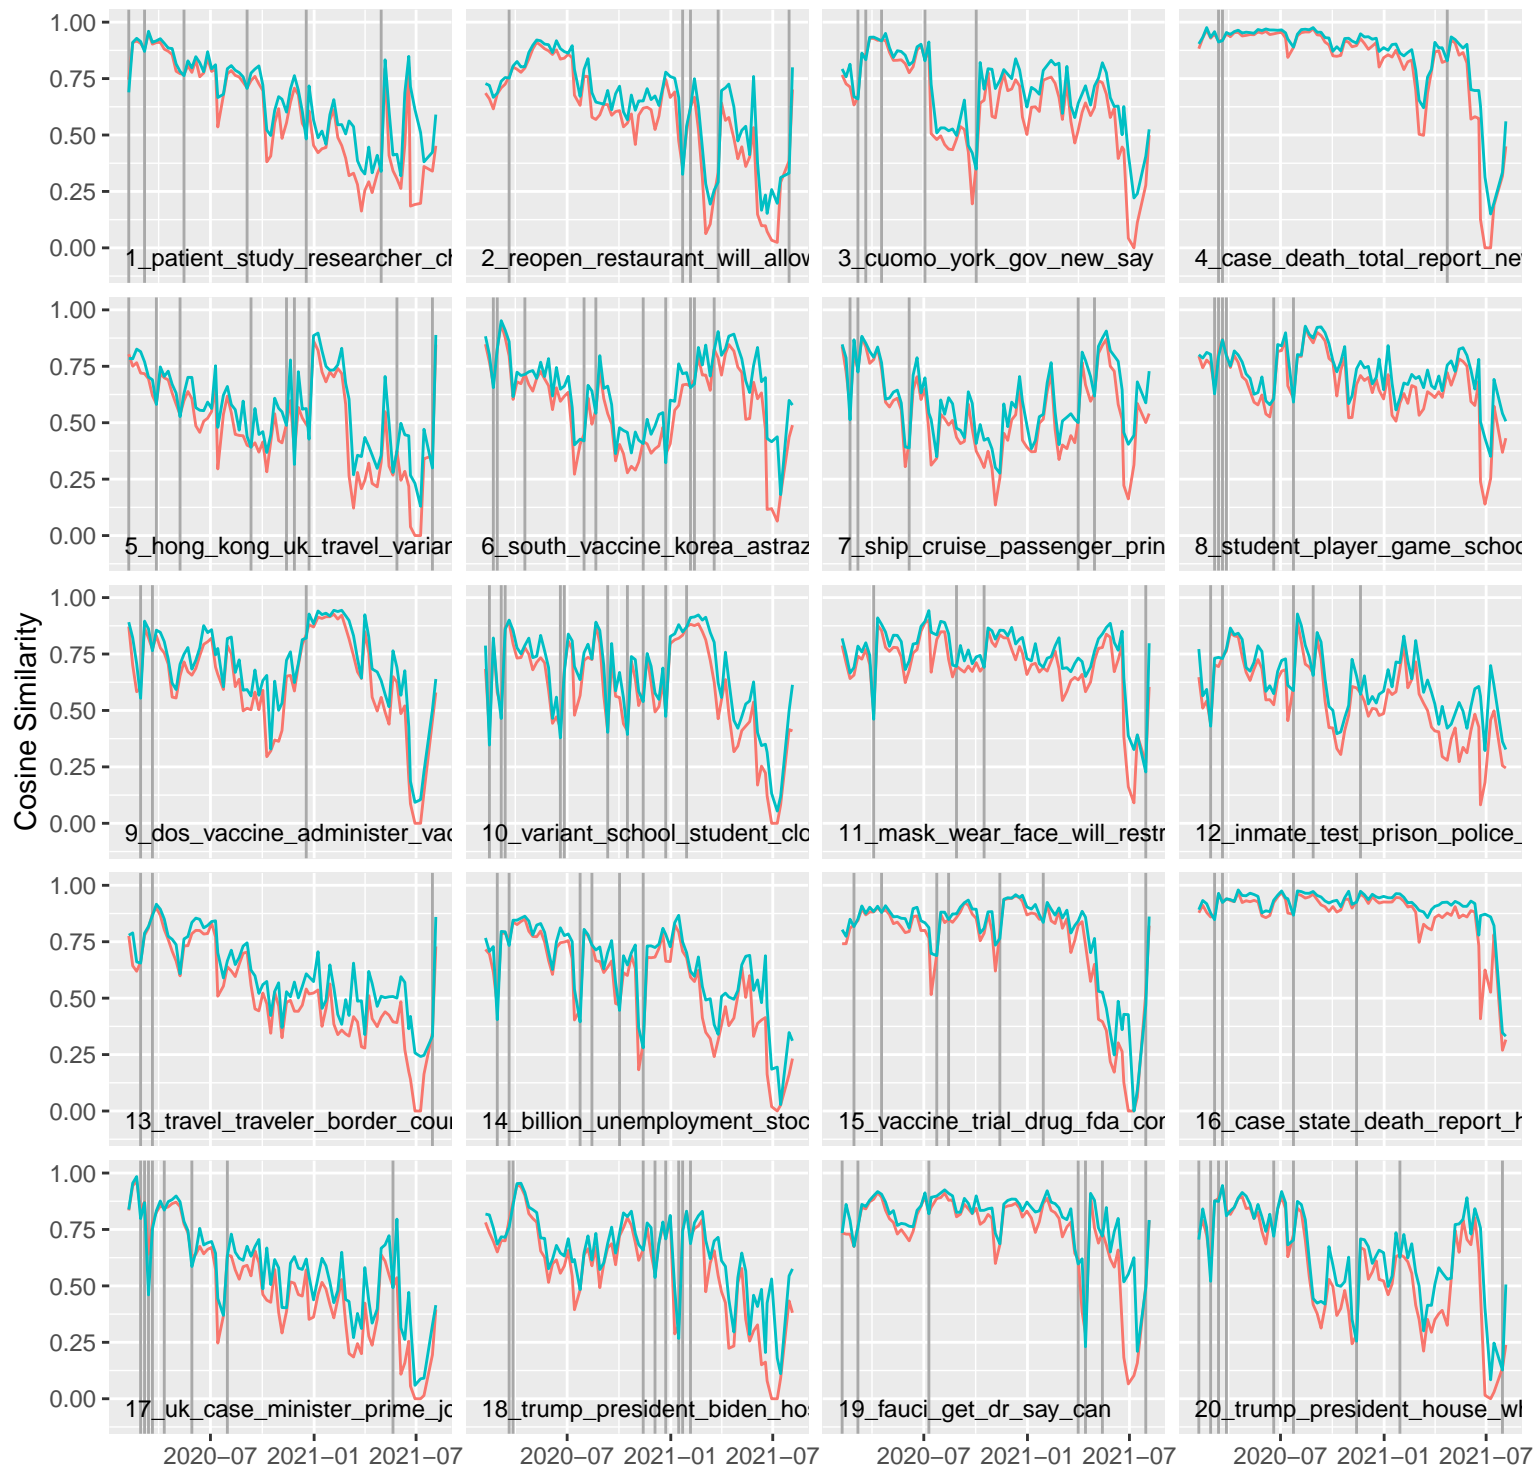 Cosine Similarity
1.00
0.75
0.50
0.25
0.00
1_patient_study_researcher_cl
2_reopen_restaurant_will_allow
3_cuomo_york_gov_new_say
4_case_death_total_report_ne
1.00
0.75
0.50
0.25
0.00
5_hong_kong_uk_travel_varian
6_south_vaccine_korea_astraz
7_ship_cruise_passenger_prin
8_student_player_game_schoo
1.00
0.75
0.50
0.25
0.00
9_dos_vaccine_administer_vac
10_variant_school_student_clo
11_mask_wear_face_will_restr
12_inmate_test_prison_police_
1.00
0.75
0.50
0.25
0.00
13_travel_traveler_border_cour
14_billion_unemployment_stoc
15_vaccine_trial_drug_fda_cor
16_case_state_death_report_h
1.00
0.75
0.50
0.25
0.00
17_uk_case_minister_prime_jo
18_trump_president_biden_hos
19_fauci_get_dr_say_can
20_trump_president_house_wh
2020−07 2021−01 2021−07
2020−07 2021−01 2021−07
2020−07 2021−01 2021−07
2020−07 2021−01 2021−07